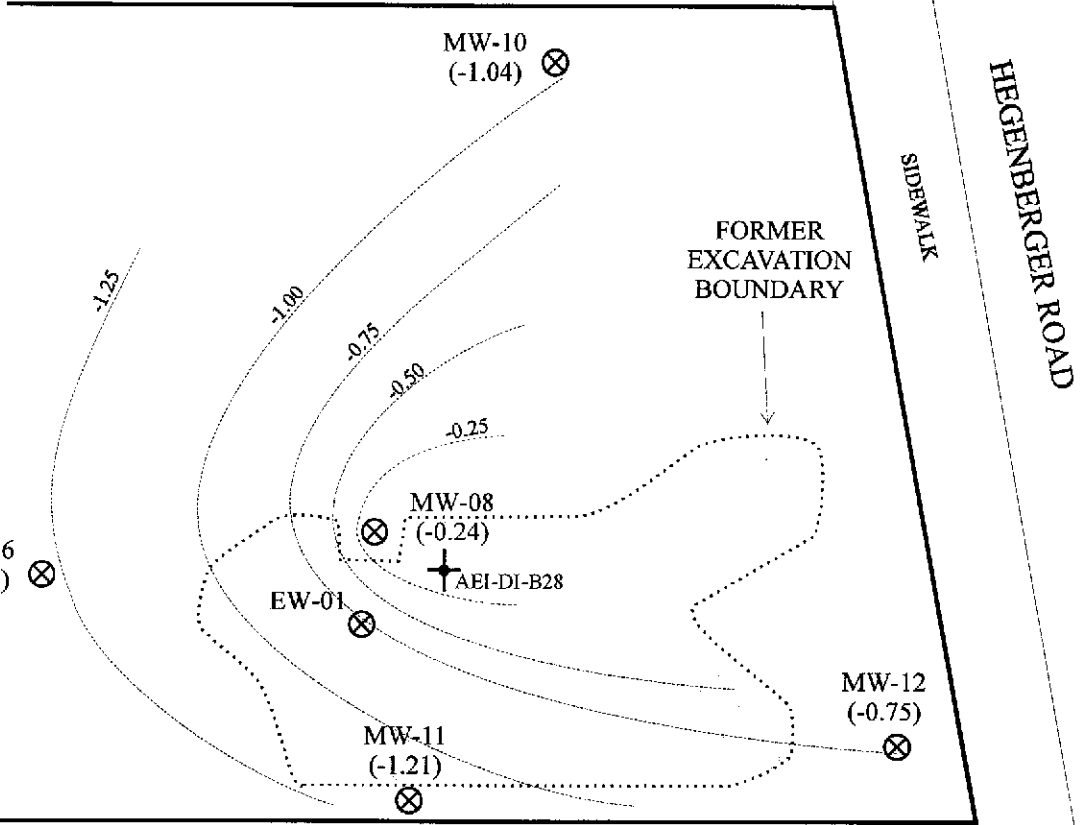 MW-10
(-1.04)
HEGENBERGER ROAD
SIDEWALK
FORMER
EXCAVATION
BOUNDARY
-1.25
-1.00
-0.75
-0.50
-0.25
MW-08
(-0.24)
6
)
AEI-DI-B28
EW-01
MW-12
(-0.75)
MW-11
(-1.21)